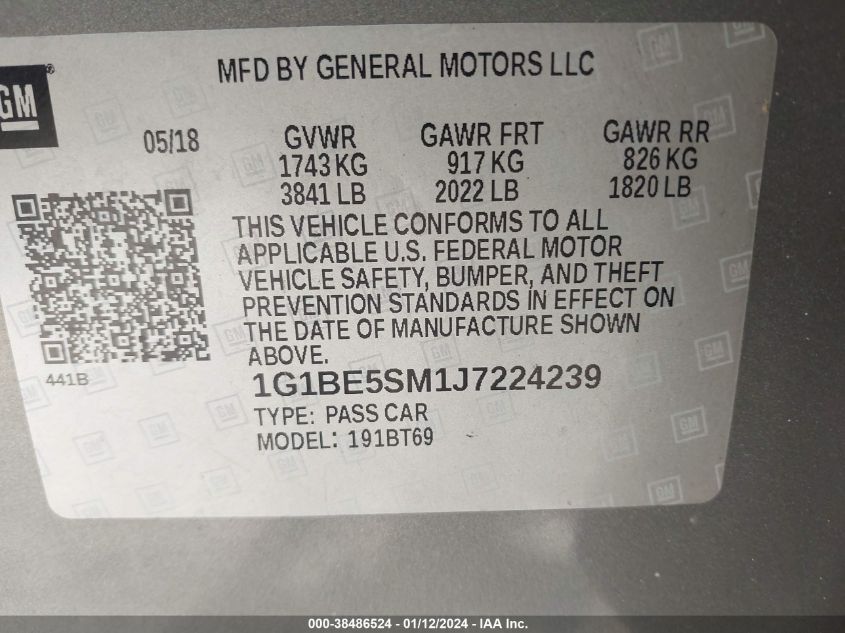 MFD BY GENERAL MOTORS LLC
GM
05/18
GVWR GAWR FRT GAWR RR
1743 KG 917 KG 826 KG
3841 LB 2022 LB 1820 LB
THIS VEHICLE CONFORMS TO ALL
APPLICABLE U.S. FEDERAL MOTOR
VEHICLE SAFETY, BUMPER, AND THEFT
PREVENTION STANDARDS IN EFFECT ON
THE DATE OF MANUFACTURE SHOWN
ABOVE.
441B
1G1BE5SM1J7224239
TYPE: PASS CAR
MODEL: 191BT69
000-38486524 - 01/12/2024 - IAA Inc.